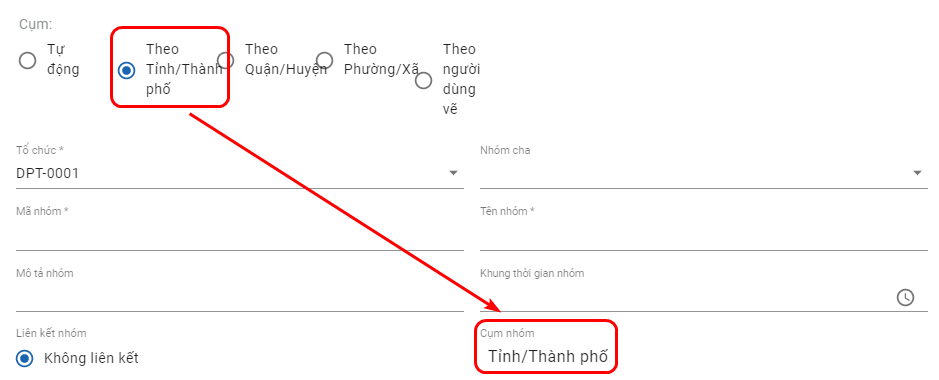 Cụm:
Tự
động
Theo
Tỉnh/Thành
phố
Theo
Quận/Huyện
Theo
Phường/Xã
Theo
người
dùng
vẽ
Tổ chức *
DPT-0001
Nhóm cha
Mã nhóm *
Tên nhóm *
Mô tả nhóm
Khung thời gian nhóm
Liên kết nhóm
Không liên kết
Cụm nhóm
Tỉnh/Thành phố